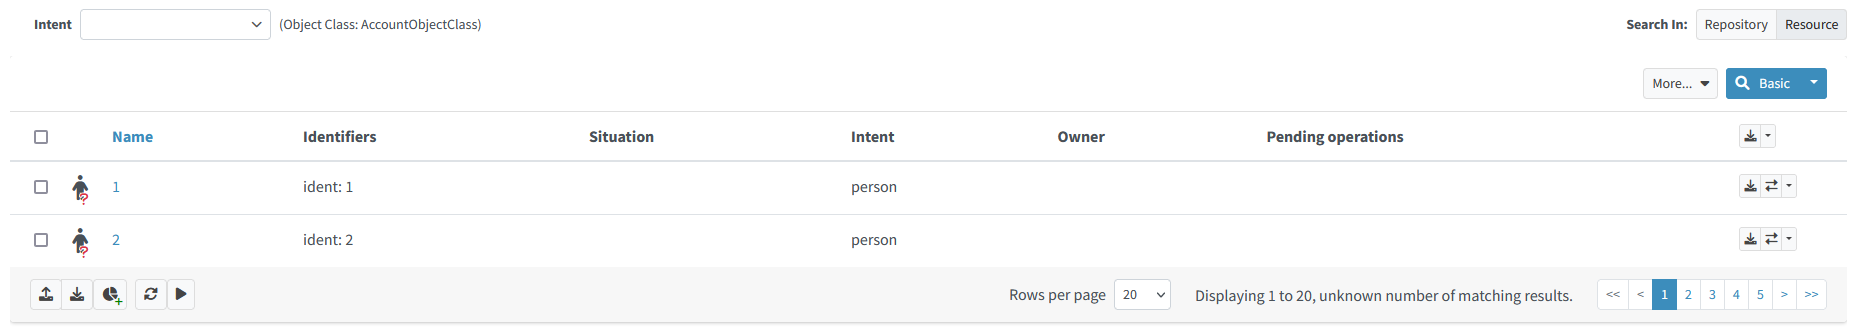 Intent (Object Class: AccountObjectClass) Search In: Repository Resource
More... Basic
Name Identifiers Situation Intent Owner Pending operations
1 ident: 1 person
2 ident: 2 person
Rows per page 20 Displaying 1 to 20, unknown number of matching results. << < 1 2 3 4 5 > >>